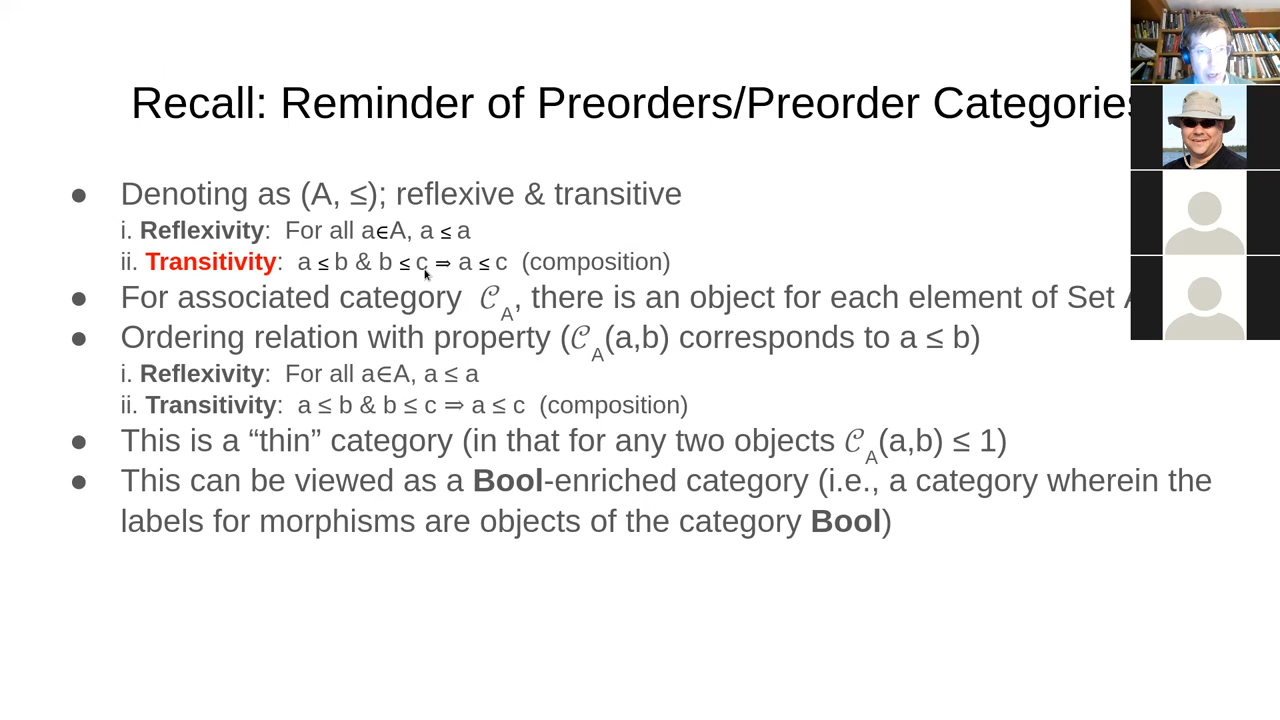 Recall: Reminder of Preorders/Preorder Categories
● Denoting as (A, ≤); reflexive & transitive
i. Reflexivity: For all a∈A, a ≤ a
ii. Transitivity: a ≤ b & b ≤ c ⇒ a ≤ c (composition)
● For associated category 𝒞A, there is an object for each element of Set A
● Ordering relation with property (𝒞A(a,b) corresponds to a ≤ b)
i. Reflexivity: For all a∈A, a ≤ a
ii. Transitivity: a ≤ b & b ≤ c ⇒ a ≤ c (composition)
● This is a “thin” category (in that for any two objects 𝒞A(a,b) ≤ 1)
● This can be viewed as a Bool-enriched category (i.e., a category wherein the
labels for morphisms are objects of the category Bool)